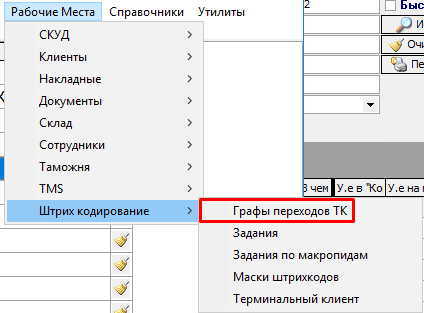 Рабочие Места Справочники Утилиты
2
Быс
СКУД
И
Клиенты
Очи
Накладные
Пе
Документы
Склад
Сотрудники
Таможня
TMS
В чем У.е в "Ко У.е на
Штрих кодирование
Графы переходов ТК
Задания
Задания по макропидам
Маски штрихкодов
Терминальный клиент